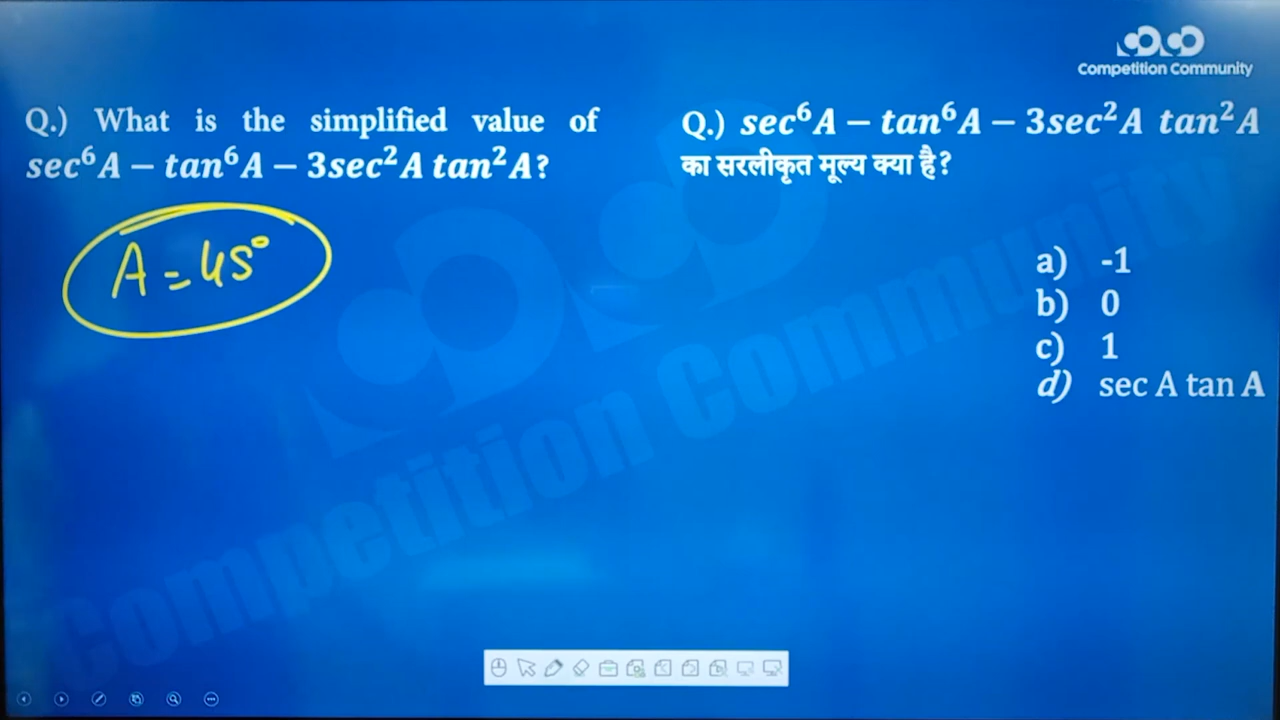 Competition Community
Q.) What is the simplified value of
sec⁶A − tan⁶A − 3sec²A tan²A?
Q.) sec⁶A − tan⁶A − 3sec²A tan²A
का सरलीकृत मूल्य क्या है?
A = 45°
a) -1
b) 0
c) 1
d) sec A tan A
Competition Community